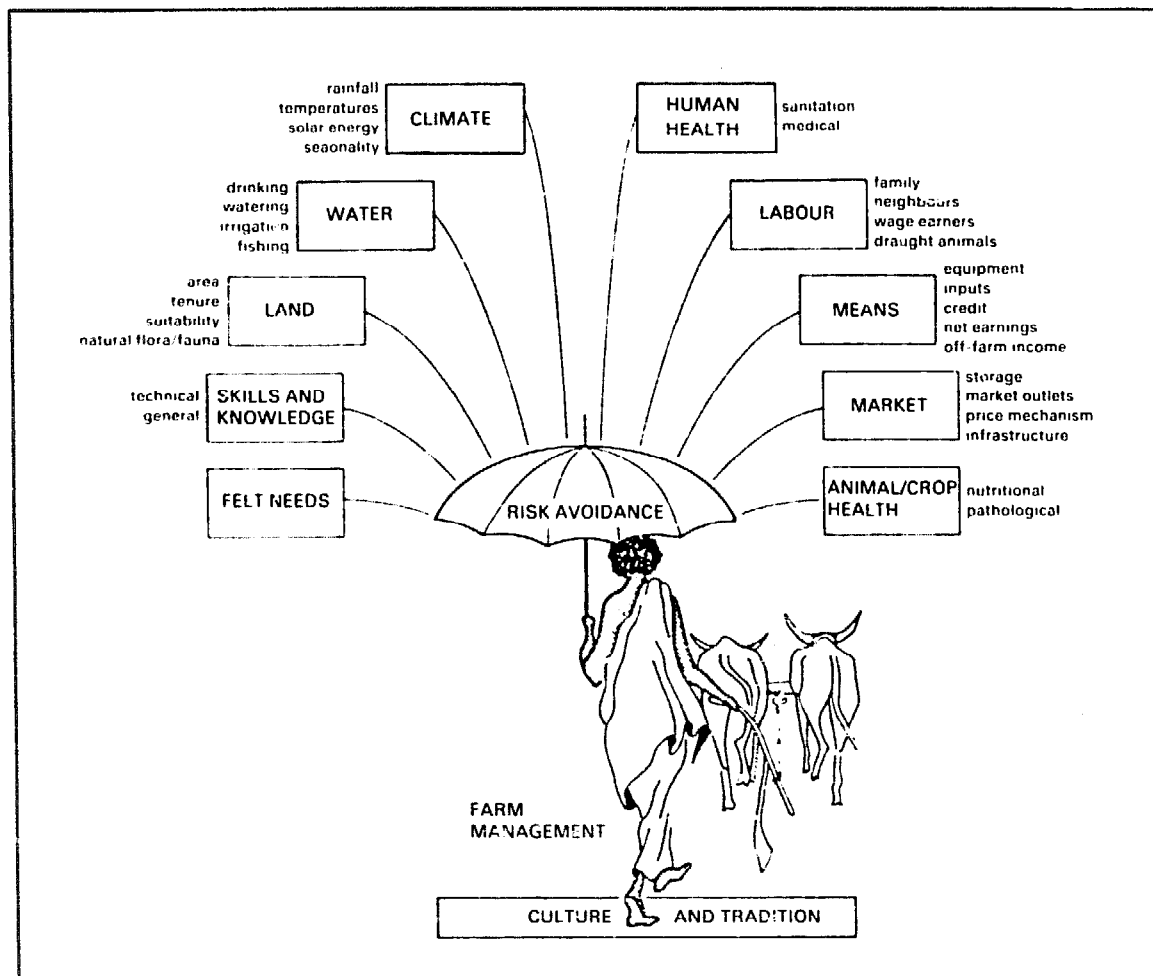 rainfall
temperatures
solar energy
seaonality
CLIMATE
HUMAN
HEALTH
sanitation
medical
drinking
watering
irrigation
fishing
WATER
LABOUR
family
neighbours
wage earners
draught animals
area
tenure
suitability
natural flora/fauna
LAND
MEANS
equipment
inputs
credit
net earnings
off-farm income
technical
general
SKILLS AND
KNOWLEDGE
MARKET
storage
market outlets
price mechanism
infrastructure
FELT NEEDS
RISK AVOIDANCE
ANIMAL/CROP
HEALTH
nutritional
pathological
FARM
MANAGEMENT
CULTURE AND TRADITION